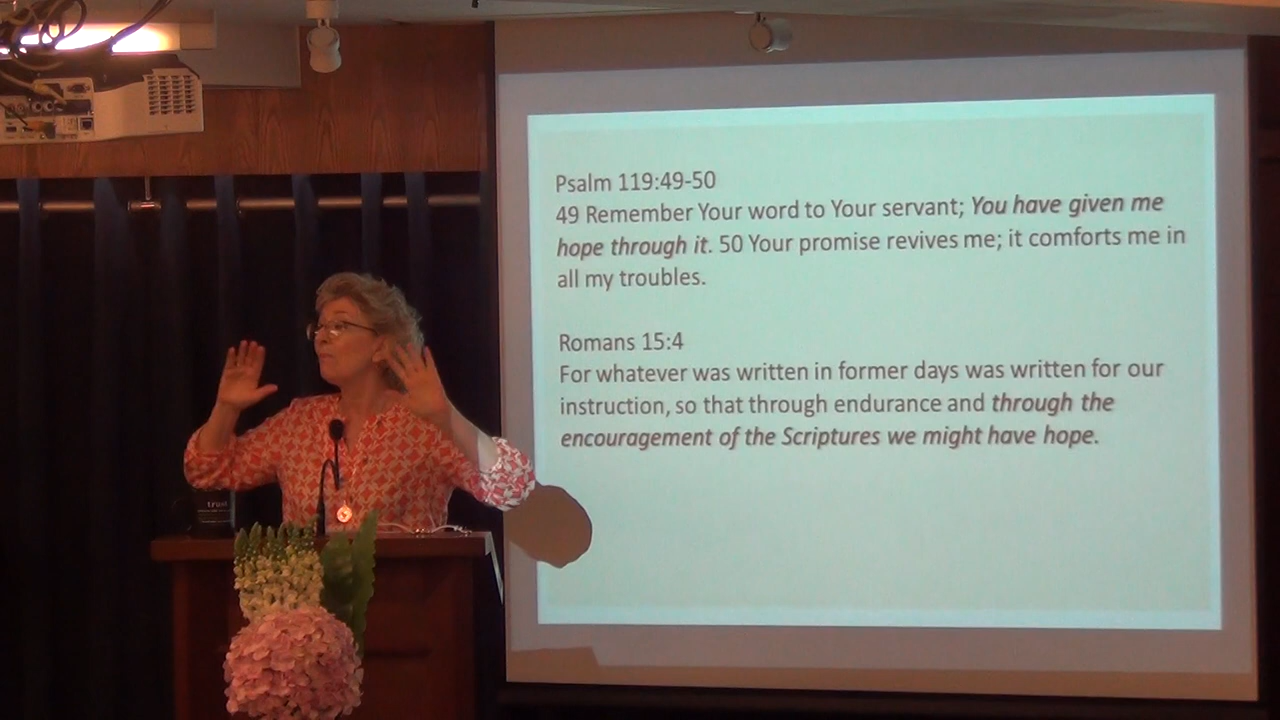 Psalm 119:49-50
49 Remember Your word to Your servant; You have given me
hope through it. 50 Your promise revives me; it comforts me in
all my troubles.
Romans 15:4
For whatever was written in former days was written for our
instruction, so that through endurance and through the
encouragement of the Scriptures we might have hope.
trust